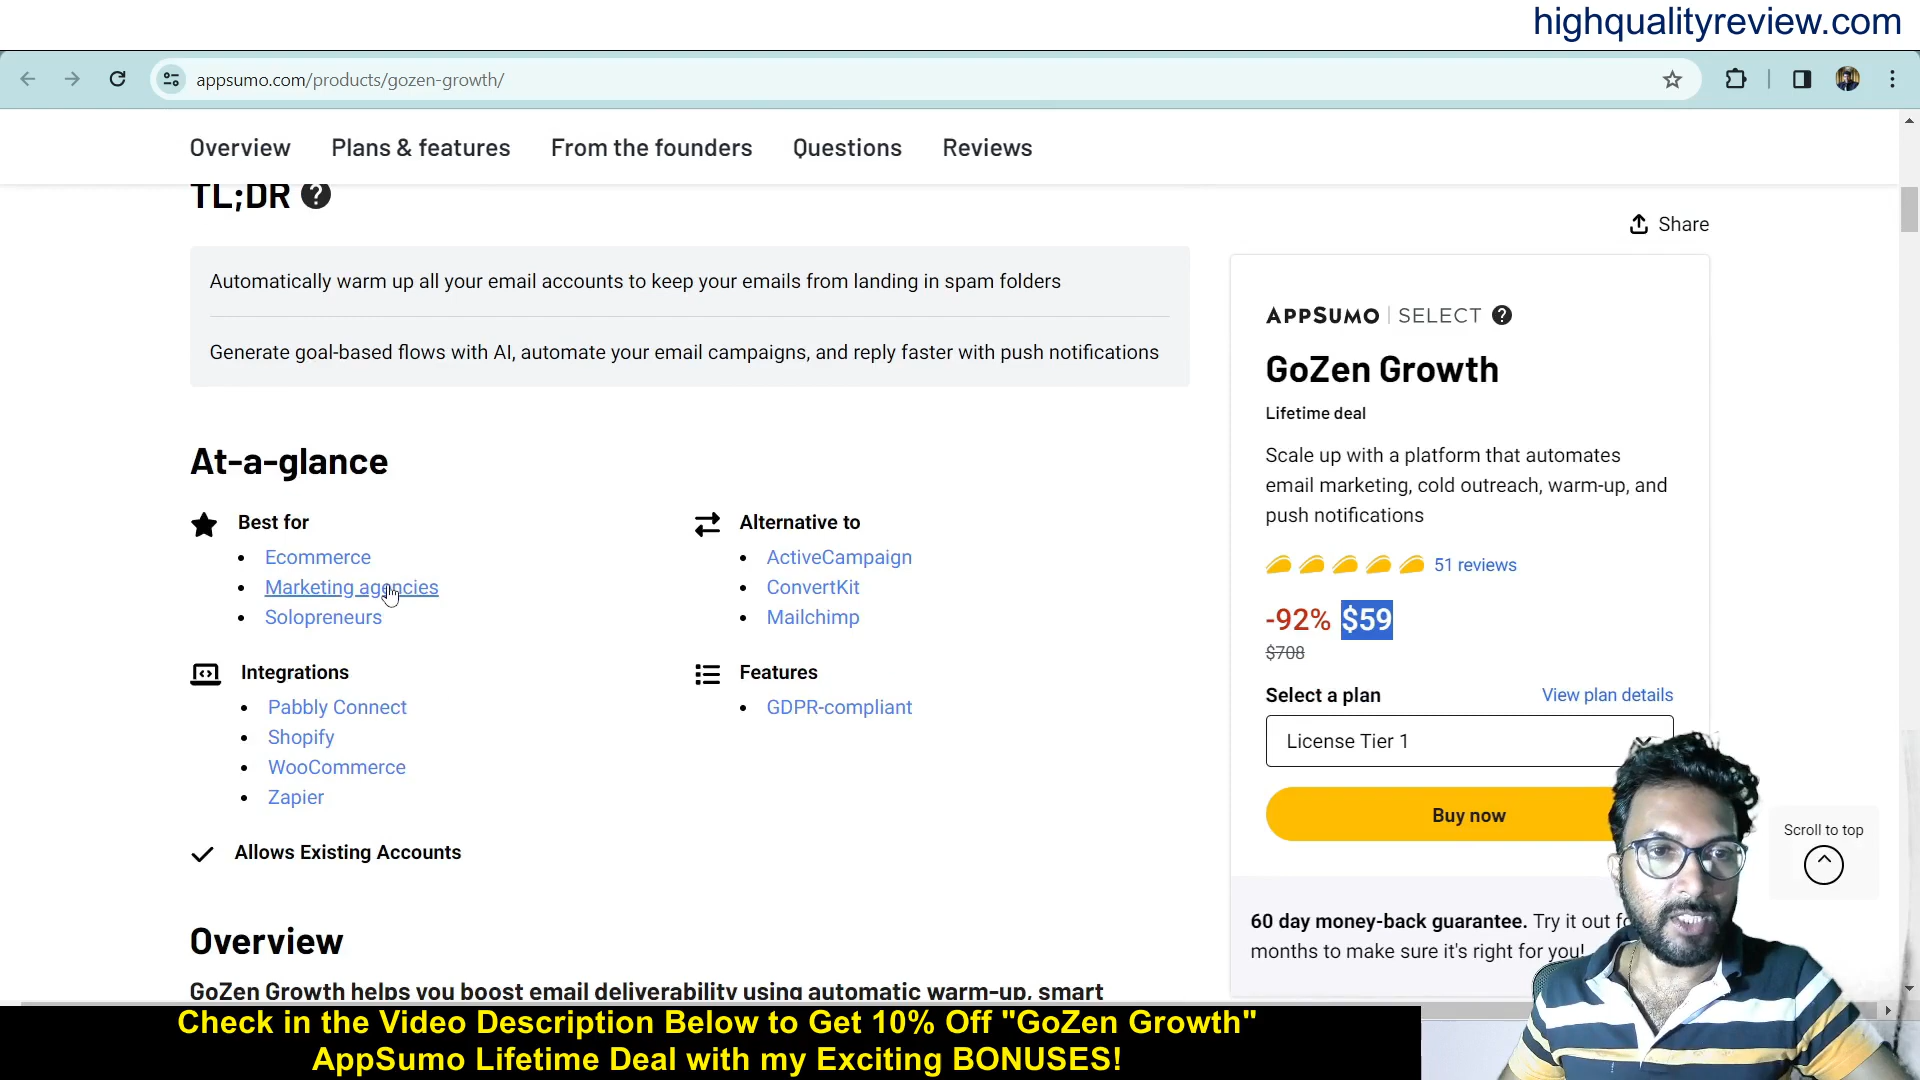 highqualityreview.com
appsumo.com/products/gozen-growth/
Overview Plans & features From the founders Questions Reviews
TL;DR ?
Share
Automatically warm up all your email accounts to keep your emails from landing in spam folders
Generate goal-based flows with AI, automate your email campaigns, and reply faster with push notifications
At-a-glance
Best for
Ecommerce
Marketing agencies
Solopreneurs
Alternative to
ActiveCampaign
ConvertKit
Mailchimp
Integrations
Pabbly Connect
Shopify
WooCommerce
Zapier
Features
GDPR-compliant
Allows Existing Accounts
Overview
GoZen Growth helps you boost email deliverability using automatic warm-up, smart
APPSUMO | SELECT ?
GoZen Growth
Lifetime deal
Scale up with a platform that automates
email marketing, cold outreach, warm-up, and
push notifications
51 reviews
-92% $59
$708
Select a plan View plan details
License Tier 1
Buy now
60 day money-back guarantee. Try it out
months to make sure it's right for you!
Scroll to top
Check in the Video Description Below to Get 10% Off "GoZen Growth"
AppSumo Lifetime Deal with my Exciting BONUSES!